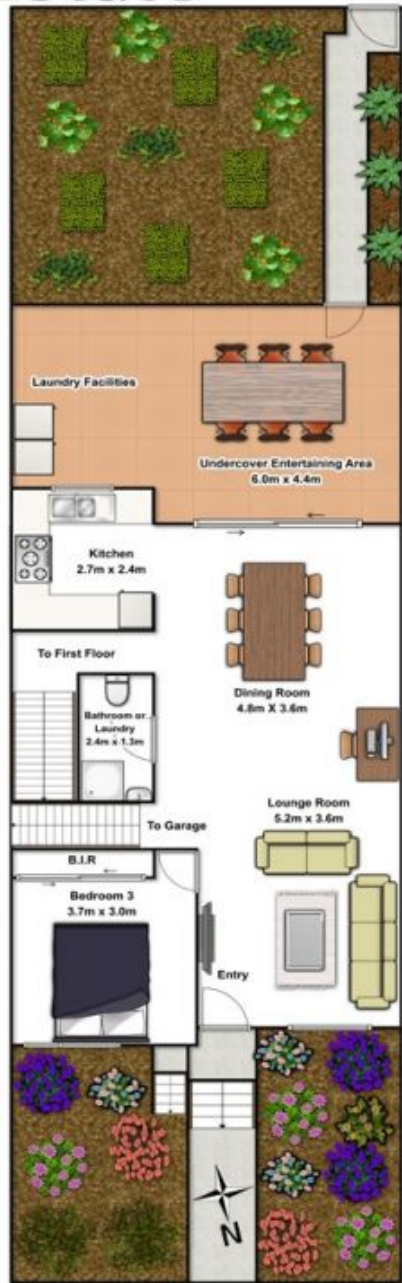 Laundry Facilities
Undercover Entertaining Area
6.0m x 4.4m
Kitchen
2.7m x 2.4m
To First Floor
Dining Room
4.8m X 3.6m
Bathroom or
Laundry
2.4m x 1.3m
Lounge Room
5.2m x 3.6m
To Garage
B.I.R
Bedroom 3
3.7m x 3.0m
Entry
N